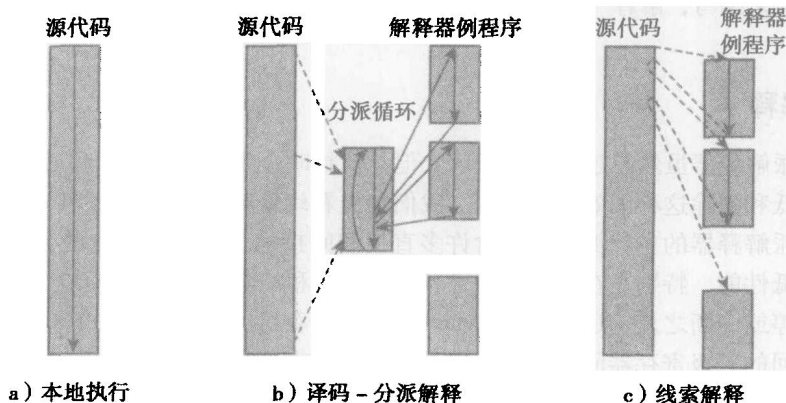 源代码
源代码
解释器例程序
分派循环
源代码
解释器
例程序
a）本地执行
b）译码－分派解释
c）线索解释